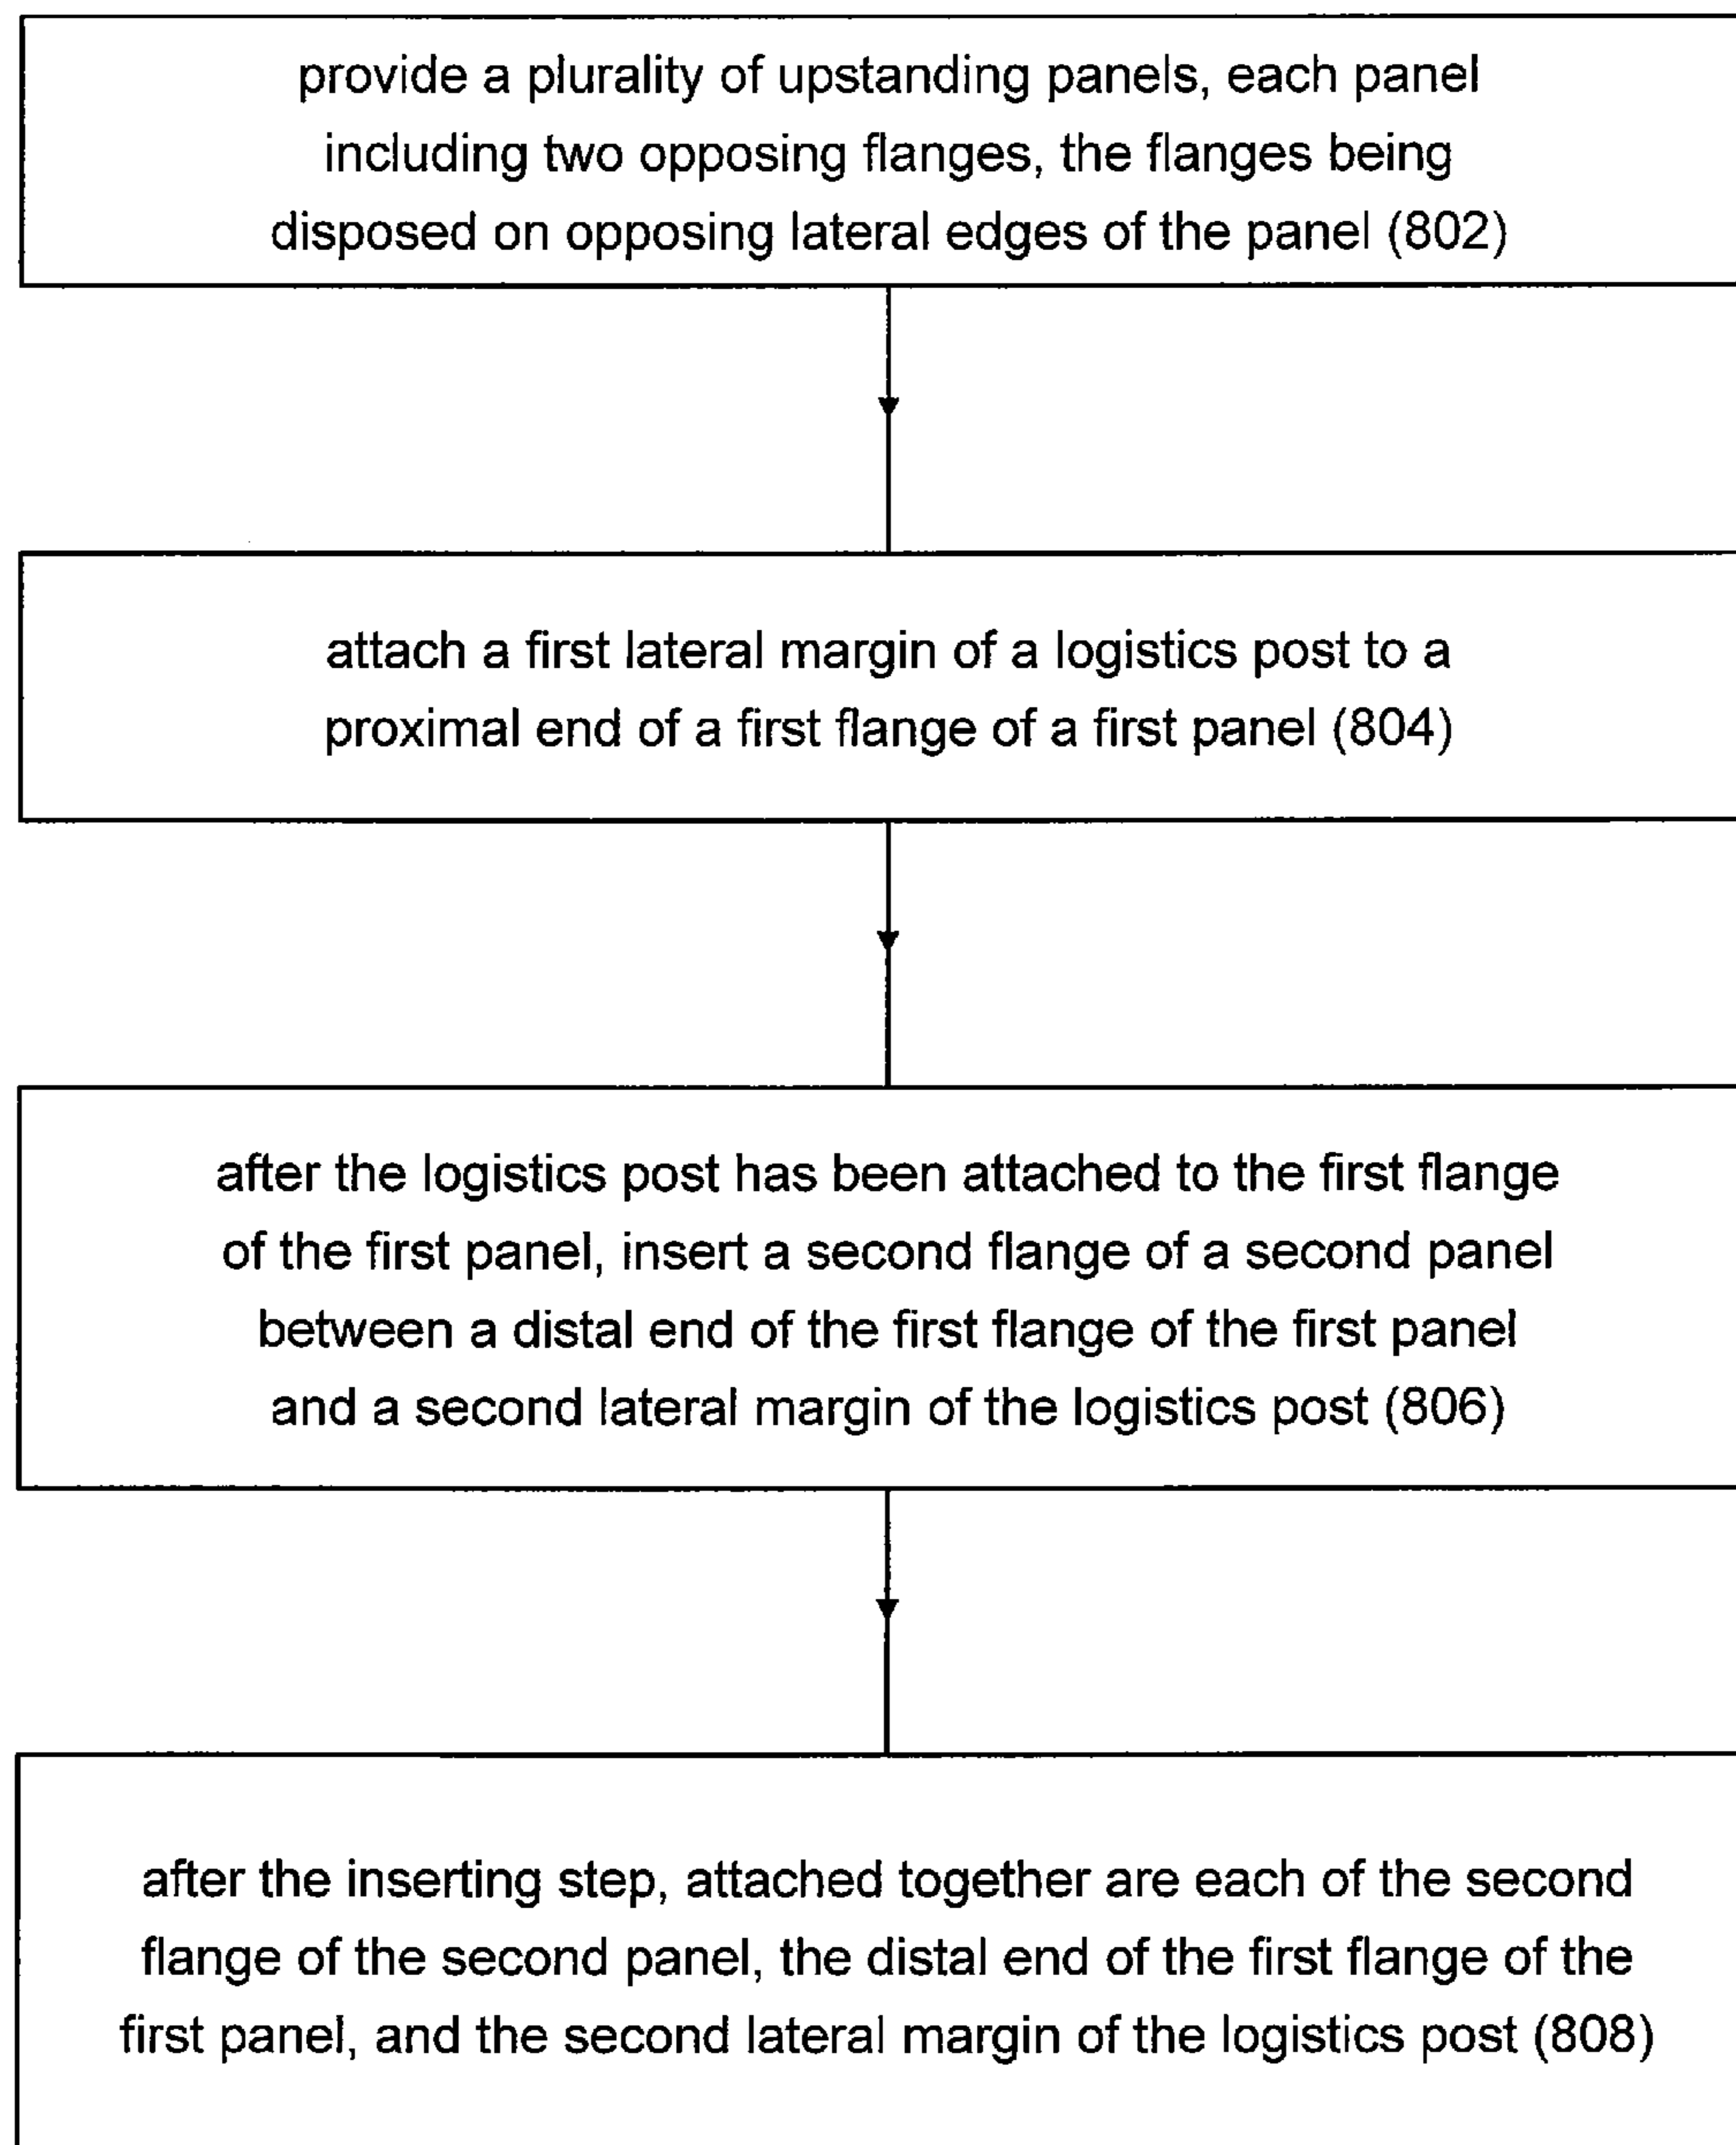 provide a plurality of upstanding panels, each panel
including two opposing flanges, the flanges being
disposed on opposing lateral edges of the panel (802)
attach a first lateral margin of a logistics post to a
proximal end of a first flange of a first panel (804)
after the logistics post has been attached to the first flange
of the first panel, insert a second flange of a second panel
between a distal end of the first flange of the first panel
and a second lateral margin of the logistics post (806)
after the inserting step, attached together are each of the second
flange of the second panel, the distal end of the first flange of the
first panel, and the second lateral margin of the logistics post (808)